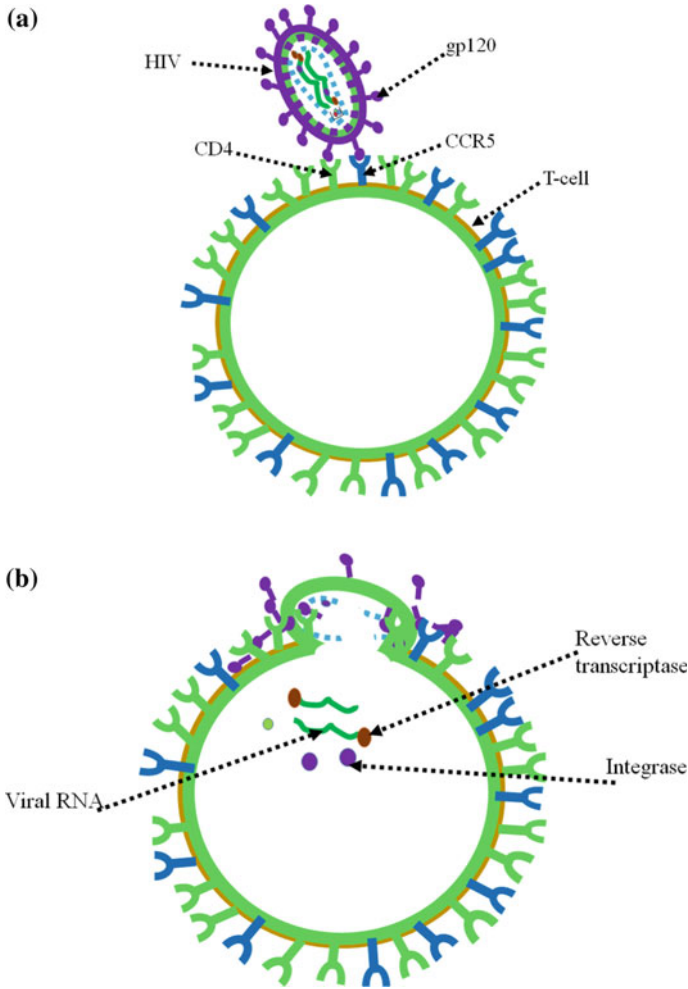 (a)
HIV
gp120
CD4
CCR5
T-cell
(b)
Reverse
transcriptase
Integrase
Viral RNA